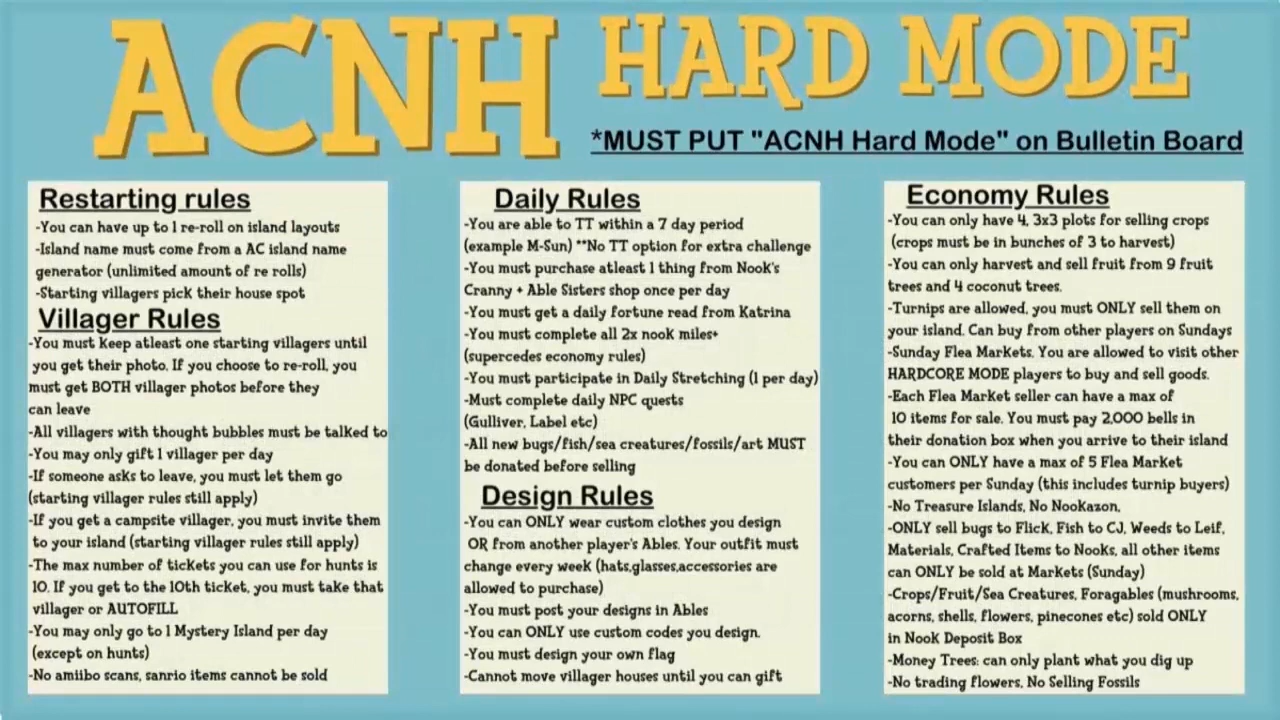 ACNH HARD MODE
*MUST PUT "ACNH Hard Mode" on Bulletin Board
Restarting rules
-You can have up to 1 re-roll on island layouts
-Island name must come from a AC island name
generator (unlimited amount of re rolls)
-Starting villagers pick their house spot
Villager Rules
-You must keep atleast one starting villagers until
you get their photo. If you choose to re-roll, you
must get BOTH villager photos before they
can leave
-All villagers with thought bubbles must be talked to
-You may only gift 1 villager per day
-If someone asks to leave, you must let them go
(starting villager rules still apply)
-If you get a campsite villager, you must invite them
to your island (starting villager rules still apply)
-The max number of tickets you can use for hunts is
10. If you get to the 10th ticket, you must take that
villager or AUTOFILL
-You may only go to 1 Mystery Island per day
(except on hunts)
-No amiibo scans, sanrio items cannot be sold
Daily Rules
-You are able to TT within a 7 day period
(example M-Sun) **No TT option for extra challenge
-You must purchase atleast 1 thing from Nook's
Cranny + Able Sisters shop once per day
-You must get a daily fortune read from Katrina
-You must complete all 2x nook miles+
(supercedes economy rules)
-You must participate in Daily Stretching (1 per day)
-Must complete daily NPC quests
(Gulliver, Label etc)
-All new bugs/fish/sea creatures/fossils/art MUST
be donated before selling
Design Rules
-You can ONLY wear custom clothes you design
OR from another player's Ables. Your outfit must
change every week (hats,glasses,accessories are
allowed to purchase)
-You must post your designs in Ables
-You can ONLY use custom codes you design.
-You must design your own flag
-Cannot move villager houses until you can gift
Economy Rules
-You can only have 4, 3x3 plots for selling crops
(crops must be in bunches of 3 to harvest)
-You can only harvest and sell fruit from 9 fruit
trees and 4 coconut trees.
-Turnips are allowed, you must ONLY sell them on
your island. Can buy from other players on Sundays
-Sunday Flea Markets. You are allowed to visit other
HARDCORE MODE players to buy and sell goods.
-Each Flea Market seller can have a max of
10 items for sale. You must pay 2,000 bells in
their donation box when you arrive to their island
-You can ONLY have a max of 5 Flea Market
customers per Sunday (this includes turnip buyers)
-No Treasure Islands, No Nookazon,
-ONLY sell bugs to Flick, Fish to CJ, Weeds to Leif,
Materials, Crafted Items to Nooks, all other items
can ONLY be sold at Markets (Sunday)
-Crops/Fruit/Sea Creatures, Foragables (mushrooms,
acorns, shells, flowers, pinecones etc) sold ONLY
in Nook Deposit Box
-Money Trees: can only plant what you dig up
-No trading flowers, No Selling Fossils